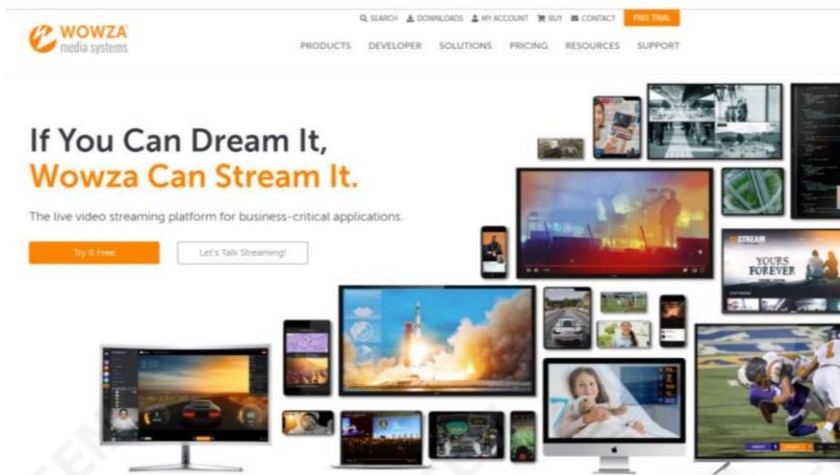 WOWZA
media systems
SEARCH DOWNLOADS MY ACCOUNT BUY CONTACT FREE TRIAL
PRODUCTS DEVELOPER SOLUTIONS PRICING RESOURCES SUPPORT
If You Can Dream It,
Wowza Can Stream It.
The live video streaming platform for business-critical applications.
Try It Free Let's Talk Streaming!
STREAM
YOURS
FOREVER